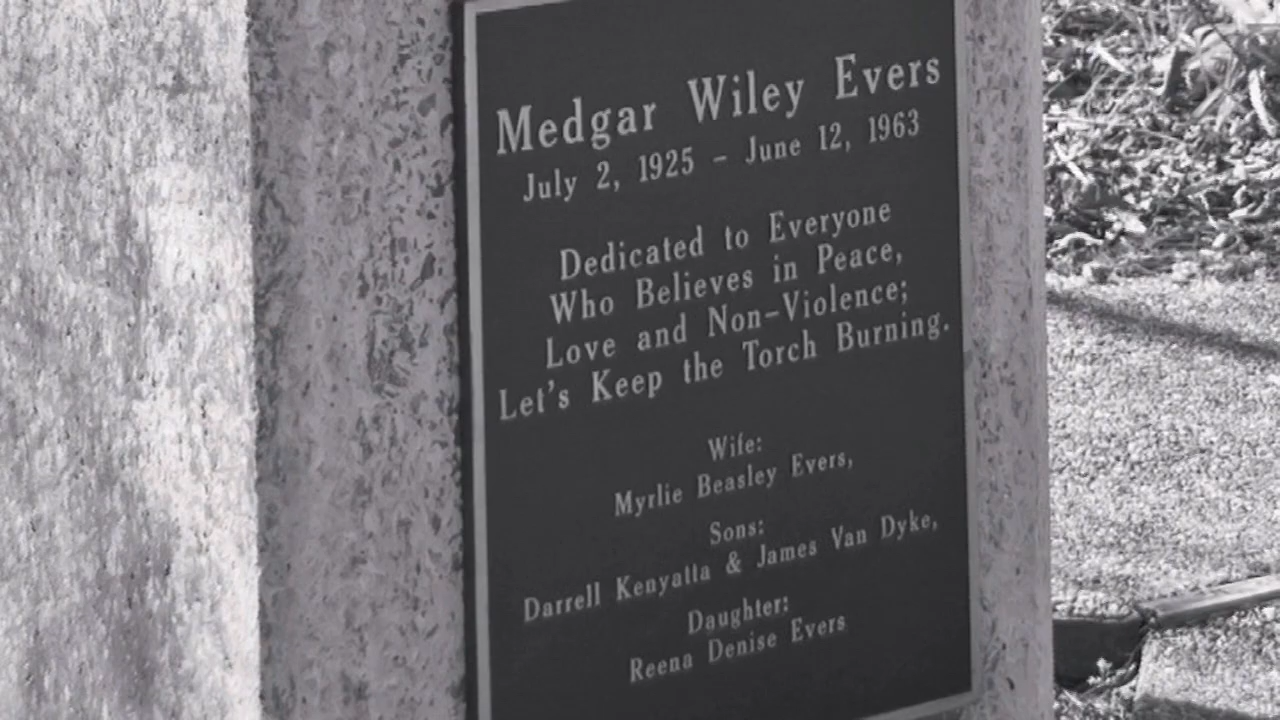 Medgar Wiley Evers
July 2, 1925 - June 12, 1963
Dedicated to Everyone
Who Believes in Peace,
Love and Non-Violence;
Let's Keep the Torch Burning.
Wife:
Myrlie Beasley Evers,
Sons:
Darrell Kenyatta & James Van Dyke,
Daughter:
Reena Denise Evers